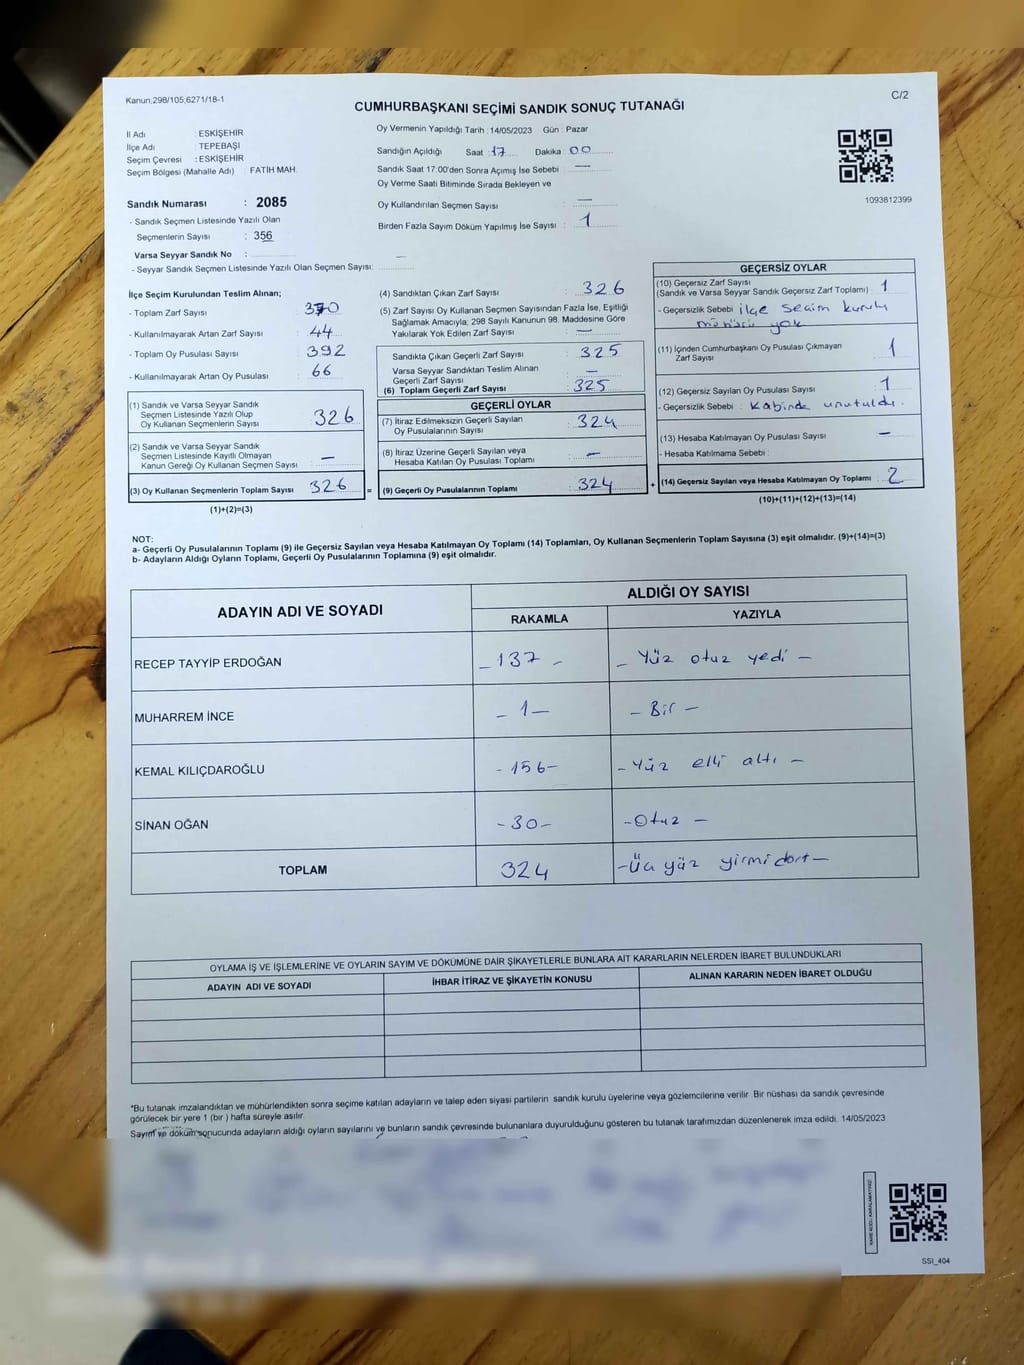 Kanun;298/105;6271/18-1
C/2
CUMHURBAŞKANI SEÇİMİ SANDIK SONUÇ TUTANAĞI
İl Adı : ESKİŞEHİR
İlçe Adı : TEPEBAŞI
Seçim Çevresi : ESKİŞEHİR
Seçim Bölgesi (Mahalle Adı) : FATİH MAH.
Sandık Numarası : 2085
- Sandık Seçmen Listesinde Yazılı Olan
Seçmenlerin Sayısı : 356
Varsa Seyyar Sandık No : —
- Seyyar Sandık Seçmen Listesinde Yazılı Olan Seçmen Sayısı:
Oy Vermenin Yapıldığı Tarih : 14/05/2023 Gün : Pazar
Sandığın Açıldığı Saat : 17 Dakika 00
Sandık Saat 17:00'den Sonra Açımış İse Sebebi : —
Oy Verme Saati Bitiminde Sırada Bekleyen ve
Oy Kullandırılan Seçmen Sayısı : —
Birden Fazla Sayım Döküm Yapılmış İse Sayısı : 1
1093812399
İlçe Seçim Kurulundan Teslim Alınan;
- Toplam Zarf Sayısı : 370
- Kullanılmayarak Artan Zarf Sayısı : 44
- Toplam Oy Pusulası Sayısı : 392
- Kullanılmayarak Artan Oy Pusulası : 66
(1) Sandık ve Varsa Seyyar Sandık
Seçmen Listesinde Yazılı Olup
Oy Kullanan Seçmenlerin Sayısı : 326
(2) Sandık ve Varsa Seyyar Sandık
Seçmen Listesinde Kayıtlı Olmayan
Kanun Gereği Oy Kullanan Seçmen Sayısı : —
(3) Oy Kullanan Seçmenlerin Toplam Sayısı : 326 =
(1)+(2)=(3)
(4) Sandıktan Çıkan Zarf Sayısı : 326
(5) Zarf Sayısı Oy Kullanan Seçmen Sayısından Fazla İse, Eşitliği
Sağlamak Amacıyla; 298 Sayılı Kanunun 98. Maddesine Göre
Yakılarak Yok Edilen Zarf Sayısı : —
Sandıkta Çıkan Geçerli Zarf Sayısı : 325
Varsa Seyyar Sandıktan Teslim Alınan
Geçerli Zarf Sayısı : —
(6) Toplam Geçerli Zarf Sayısı : 325
GEÇERLİ OYLAR
(7) İtiraz Edilmeksizin Geçerli Sayılan
Oy Pusulalarının Sayısı : 324
(8) İtiraz Üzerine Geçerli Sayılan veya
Hesaba Katılan Oy Pusulası Toplamı : —
(9) Geçerli Oy Pusulalarının Toplamı : 324 +
GEÇERSİZ OYLAR
(10) Geçersiz Zarf Sayısı
(Sandık ve Varsa Seyyar Sandık Geçersiz Zarf Toplamı) : 1
- Geçersizlik Sebebi : ilçe seçim kurulu
mührü yok
(11) İçinden Cumhurbaşkanı Oy Pusulası Çıkmayan
Zarf Sayısı : 1
(12) Geçersiz Sayılan Oy Pusulası Sayısı : 1
- Geçersizlik Sebebi : Kabinde unutuldu.
(13) Hesaba Katılmayan Oy Pusulası Sayısı : —
- Hesaba Katılmama Sebebi :
(14) Geçersiz Sayılan veya Hesaba Katılmayan Oy Toplamı : 2
(10)+(11)+(12)+(13)=(14)
NOT:
a- Geçerli Oy Pusulalarının Toplamı (9) ile Geçersiz Sayılan veya Hesaba Katılmayan Oy Toplamı (14) Toplamları, Oy Kullanan Seçmenlerin Toplam Sayısına (3) eşit olmalıdır. (9)+(14)=(3)
b- Adayların Aldığı Oyların Toplamı, Geçerli Oy Pusulalarının Toplamına (9) eşit olmalıdır.
ADAYIN ADI VE SOYADI
ALDIĞI OY SAYISI
RAKAMLA YAZIYLA
RECEP TAYYİP ERDOĞAN – 137 – – Yüz otuz yedi –
MUHARREM İNCE – 1 – – Bir –
KEMAL KILIÇDAROĞLU – 156 – – Yüz elli altı –
SİNAN OĞAN – 30 – – Otuz –
TOPLAM 324 – Üç yüz yirmi dört –
OYLAMA İŞ VE İŞLEMLERİNE VE OYLARIN SAYIM VE DÖKÜMÜNE DAİR ŞİKAYETLERLE BUNLARA AİT KARARLARIN NELERDEN İBARET BULUNDUKLARI
ADAYIN ADI VE SOYADI İHBAR İTİRAZ VE ŞİKAYETİN KONUSU ALINAN KARARIN NEDEN İBARET OLDUĞU
*Bu tutanak imzalandıktan ve mühürlendikten sonra seçime katılan adayların ve talep eden siyasi partilerin sandık kurulu üyelerine veya gözlemcilerine verilir. Bir nüshası da sandık çevresinde
görülecek bir yere 1 (bir ) hafta süreyle asılır.
Sayım ve döküm sonucunda adayların aldığı oyların sayılarını ve bunların sandık çevresinde bulunanlara duyurulduğunu gösteren bu tutanak tarafımızdan düzenlenerek imza edildi. 14/05/2023
SSİ_404